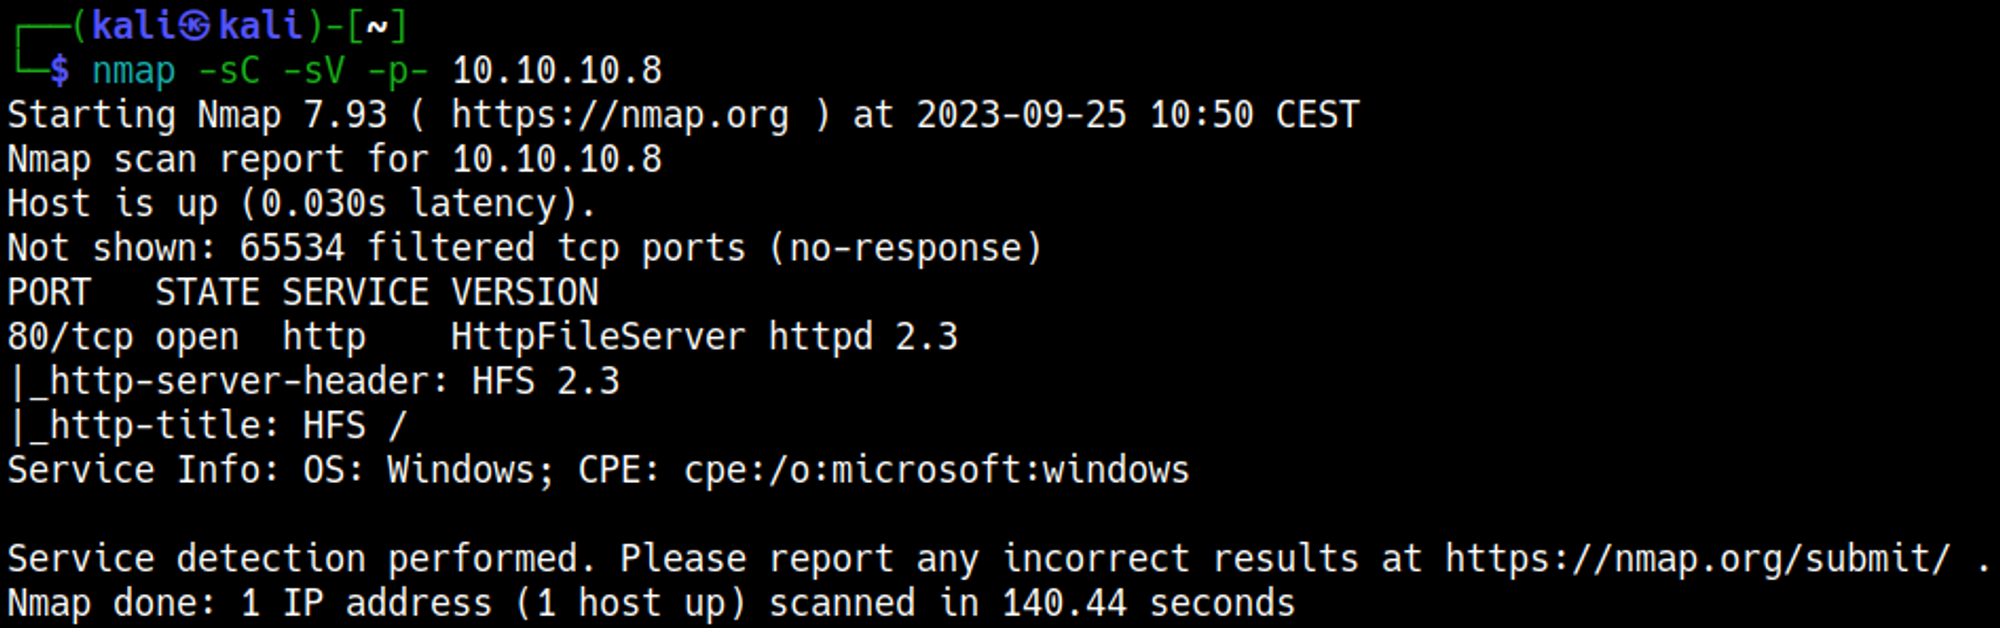 ┌──(kali㉿kali)-[~]
└─$ nmap -sC -sV -p- 10.10.10.8
Starting Nmap 7.93 ( https://nmap.org ) at 2023-09-25 10:50 CEST
Nmap scan report for 10.10.10.8
Host is up (0.030s latency).
Not shown: 65534 filtered tcp ports (no-response)
PORT   STATE SERVICE VERSION
80/tcp open  http    HttpFileServer httpd 2.3
|_http-server-header: HFS 2.3
|_http-title: HFS /
Service Info: OS: Windows; CPE: cpe:/o:microsoft:windows

Service detection performed. Please report any incorrect results at https://nmap.org/submit/ .
Nmap done: 1 IP address (1 host up) scanned in 140.44 seconds